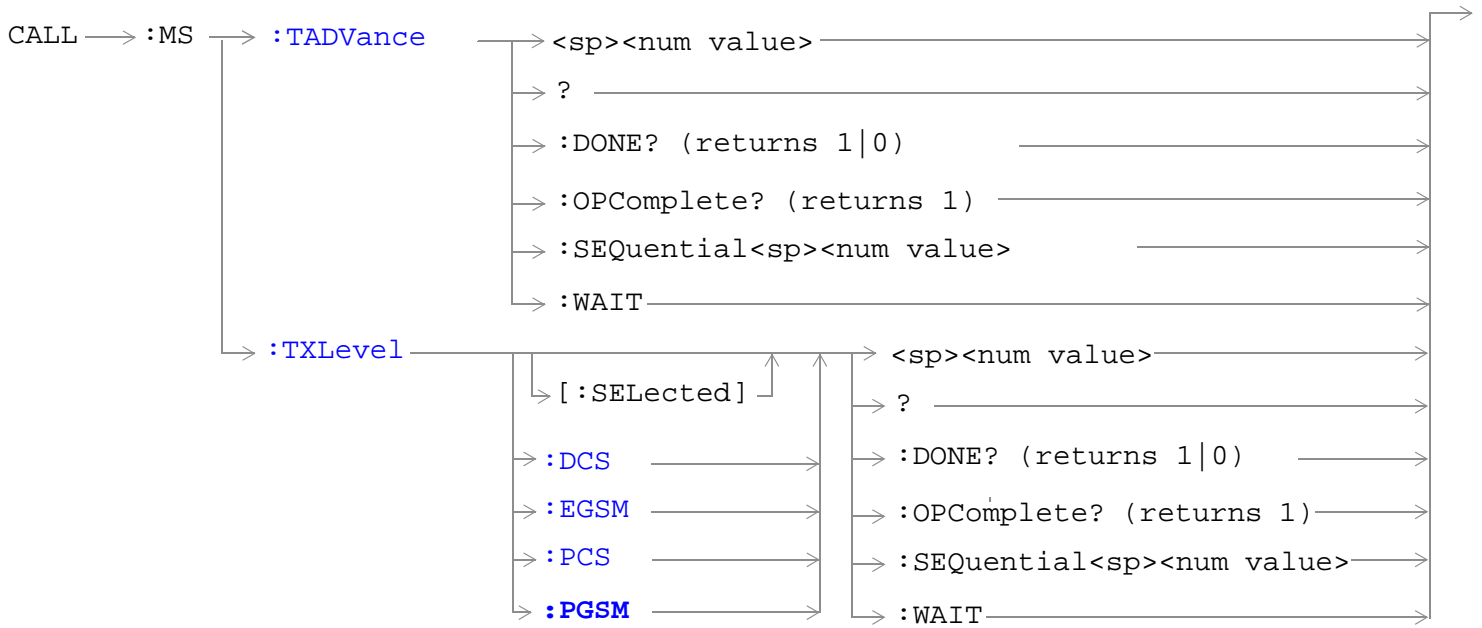 CALL :MS :TADVance <sp><num value>
?
:DONE? (returns 1|0)
:OPComplete? (returns 1)
:SEQuential<sp><num value>
:WAIT
:TXLevel <sp><num value>
[:SELected] ?
:DCS :DONE? (returns 1|0)
:EGSM :OPComplete? (returns 1)
:PCS :SEQuential<sp><num value>
:PGSM :WAIT